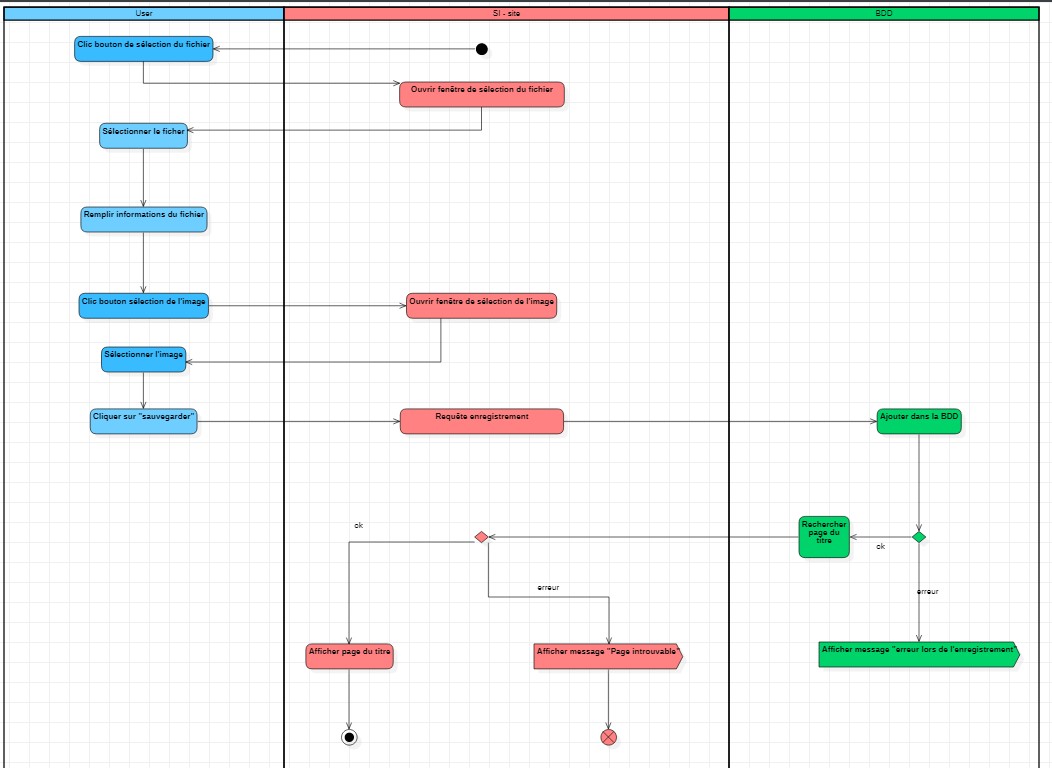 User
SI - site
BDD
Clic bouton de sélection du fichier
Ouvrir fenêtre de sélection du fichier
Sélectionner le ficher
Remplir informations du fichier
Clic bouton sélection de l'image
Ouvrir fenêtre de sélection de l'image
Sélectionner l'image
Cliquer sur "sauvegarder"
Requête enregistrement
Ajouter dans la BDD
Rechercher
page du
titre
ok
ok
erreur
erreur
Afficher page du titre
Afficher message "Page introuvable"
Afficher message "erreur lors de l'enregistrement"